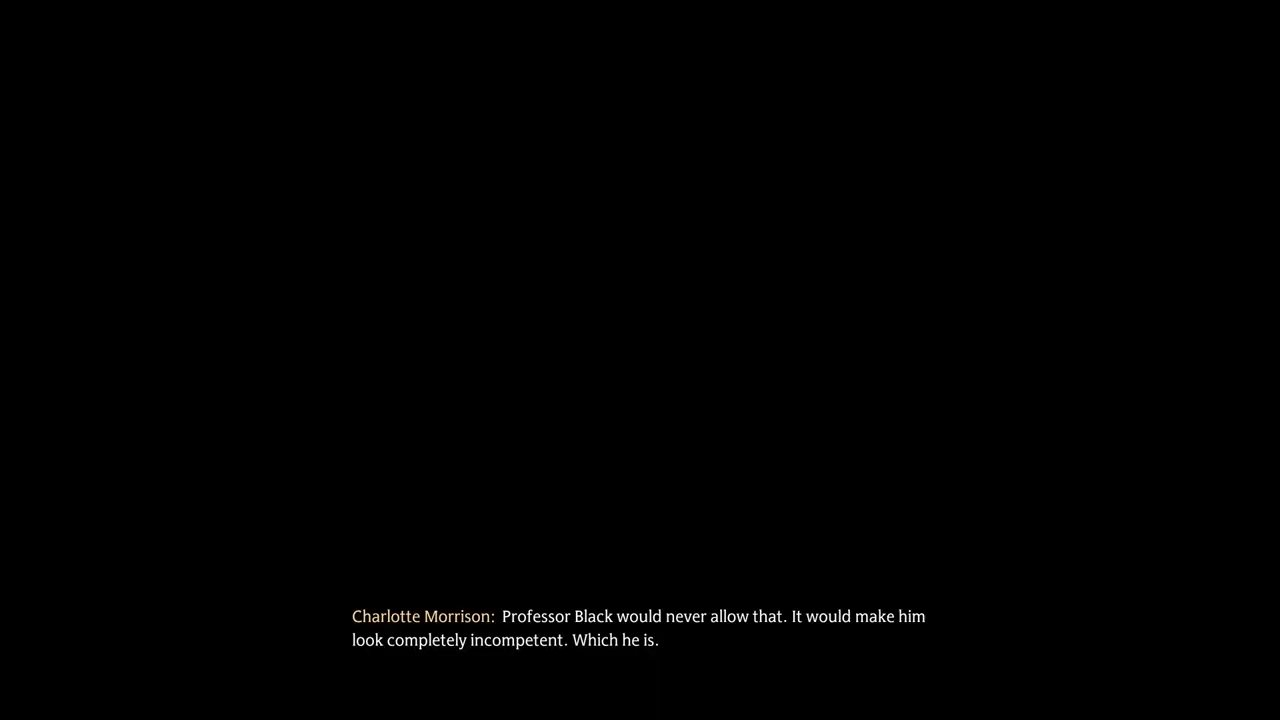 Charlotte Morrison: Professor Black would never allow that. It would make him
look completely incompetent. Which he is.